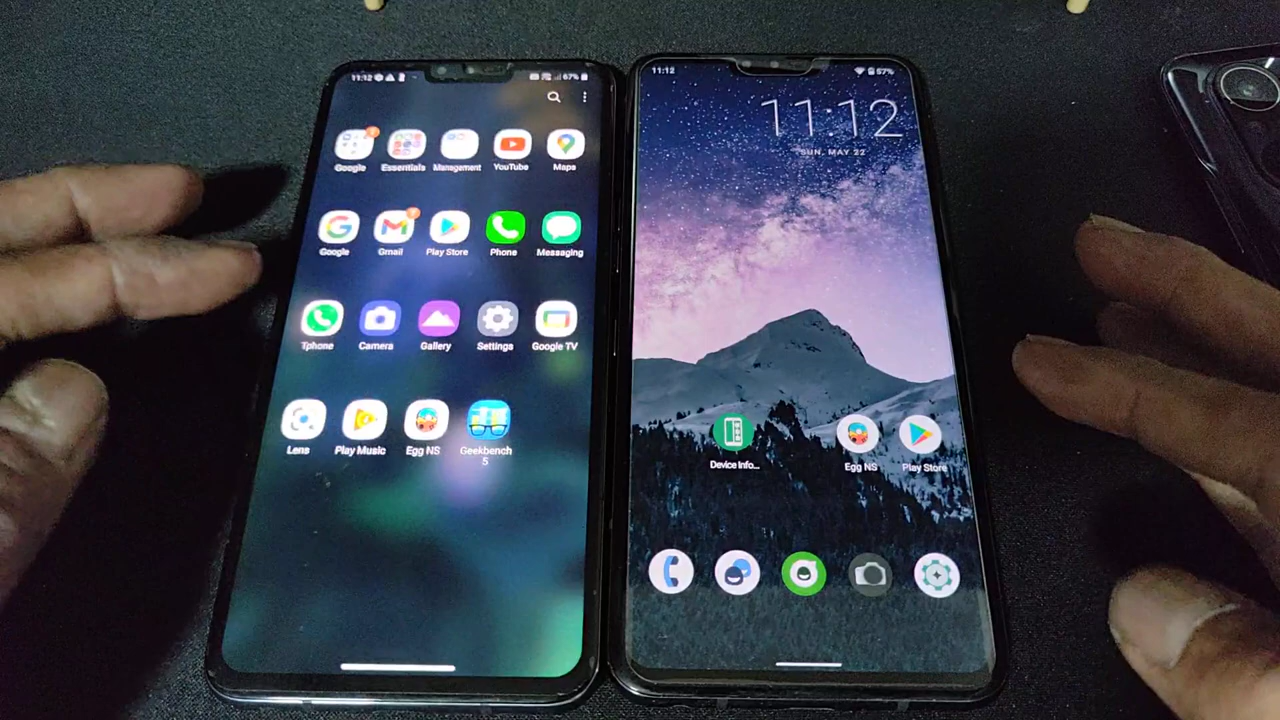 11:12
67%
Google
Essentials
Management
YouTube
Maps
Google
Gmail
Play Store
Phone
Messaging
Tphone
Camera
Gallery
Settings
Google TV
Lens
Play Music
Egg NS
Geekbench
5
11:12
57%
11:12
SUN, MAY 22
Device Info...
Egg NS
Play Store